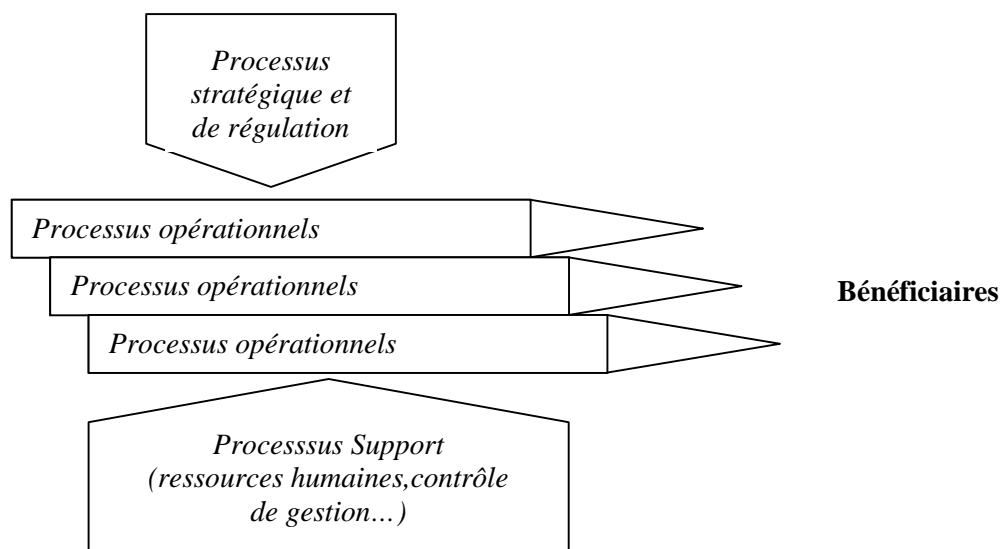 Processus
stratégique et
de régulation
Processus opérationnels
Processus opérationnels
Bénéficiaires
Processus opérationnels
Processsus Support
(ressources humaines,contrôle
de gestion…)